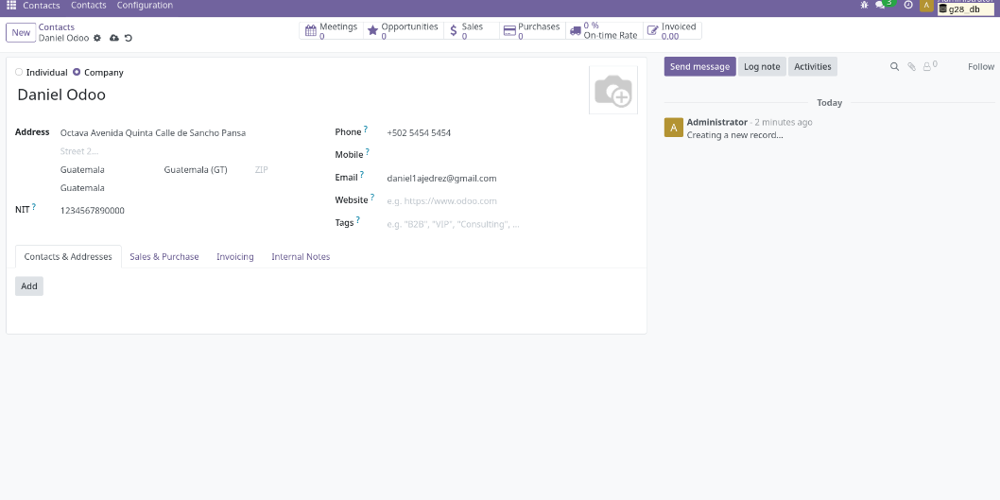 Contacts Contacts Configuration 3 A g28_db
New Contacts
Daniel Odoo
Meetings 0
Opportunities 0
Sales 0
Purchases 0
0 % On-time Rate
Invoiced 0.00
Individual Company
Daniel Odoo
Address Octava Avenida Quinta Calle de Sancho Pansa
Street 2...
Guatemala Guatemala (GT) ZIP
Guatemala
NIT ? 1234567890000
Phone ? +502 5454 5454
Mobile ?
Email ? daniel1ajedrez@gmail.com
Website ? e.g. https://www.odoo.com
Tags ? e.g. "B2B", "VIP", "Consulting", ...
Contacts & Addresses Sales & Purchase Invoicing Internal Notes
Add
Send message Log note Activities 0 Follow
Today
A Administrator - 2 minutes ago
Creating a new record...